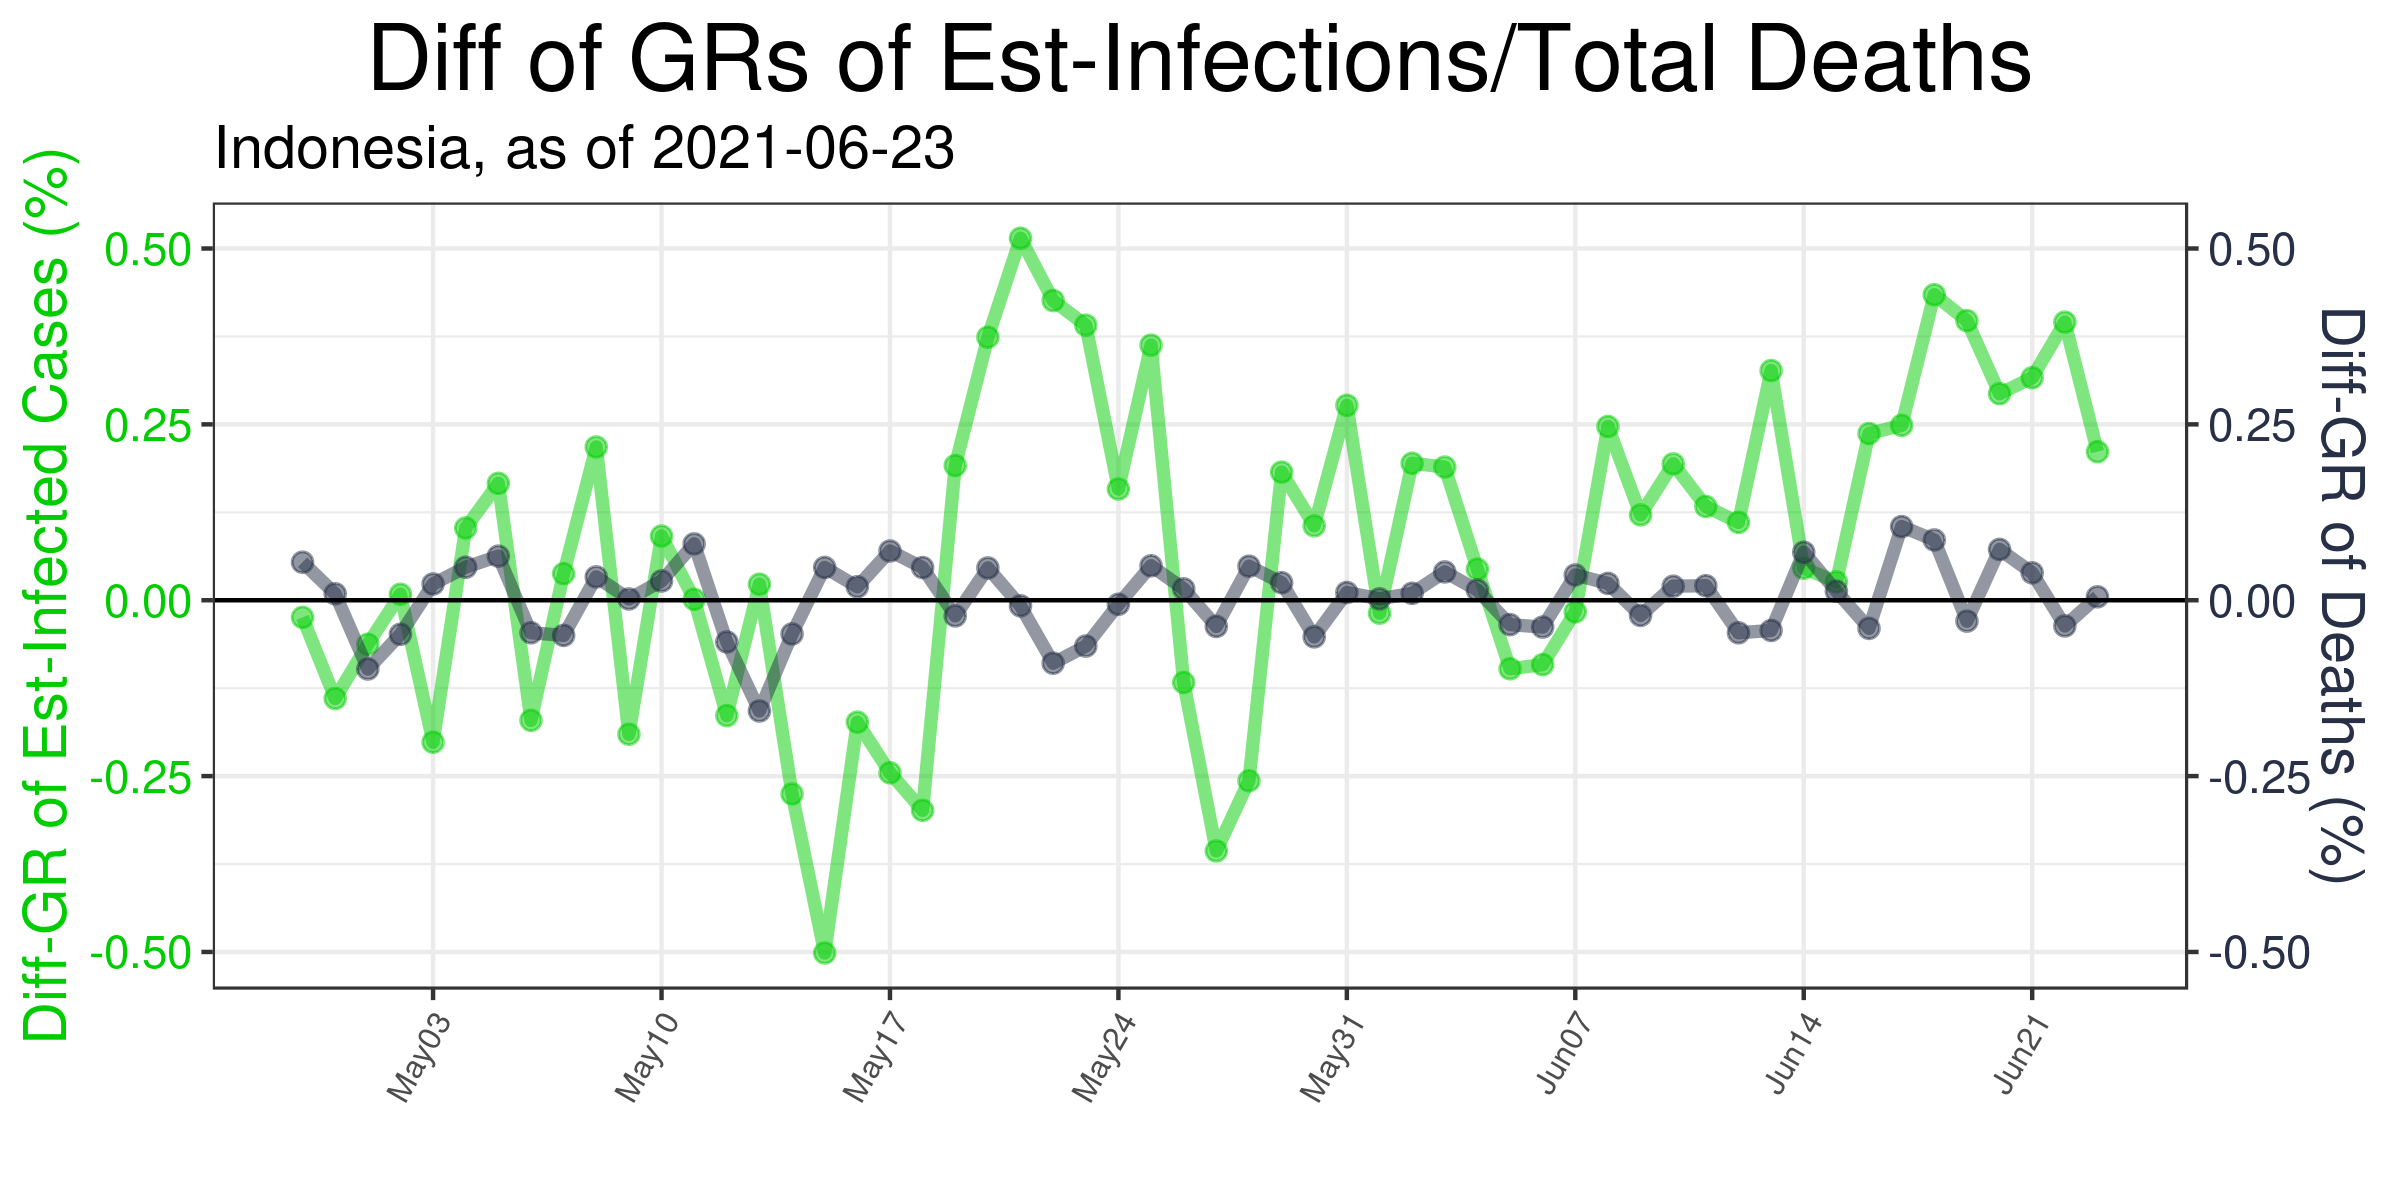 Diff of GRs of Est-Infections/Total Deaths
Indonesia, as of 2021-06-23
Diff-GR of Est-Infected Cases (%)
0.50
0.25
0.00
-0.25
-0.50
0.50
0.25
0.00
-0.25
-0.50
Diff-GR of Deaths (%)
May03
May10
May17
May24
May31
Jun07
Jun14
Jun21